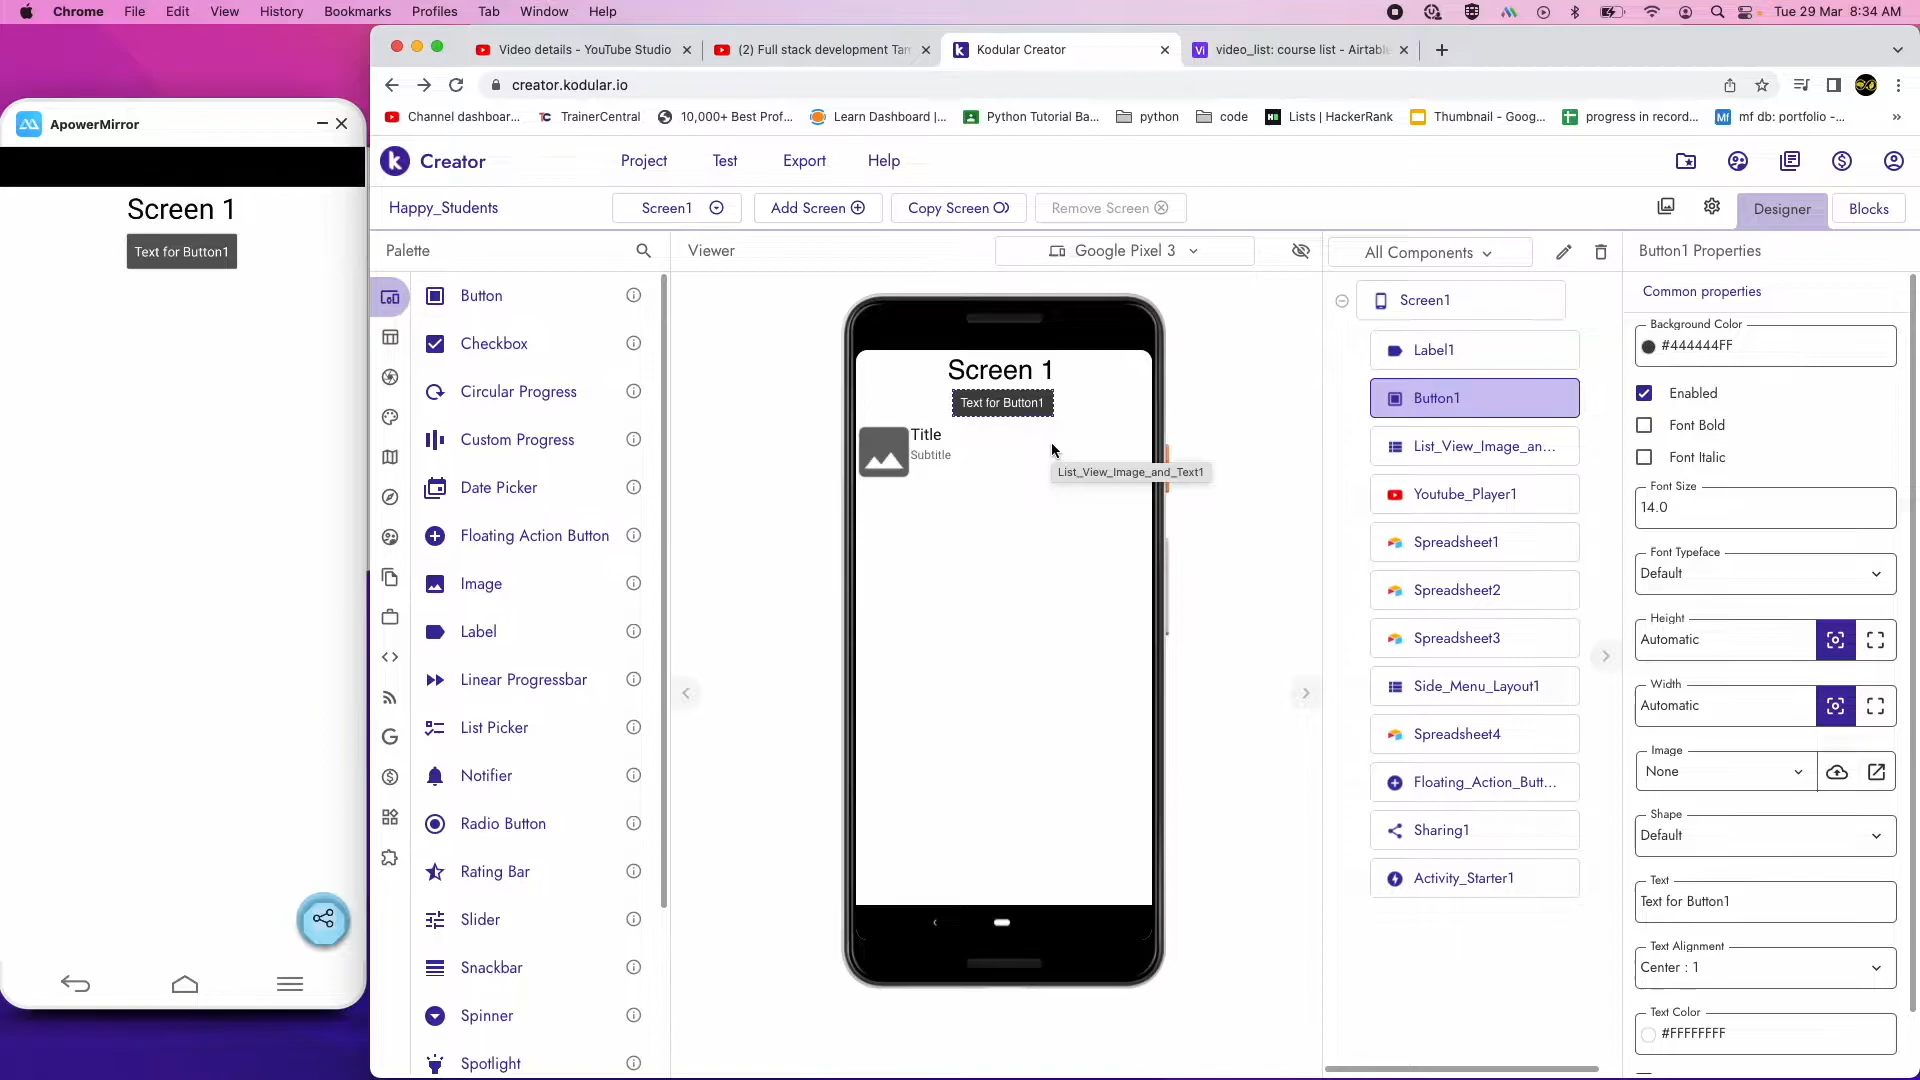 Chrome File Edit View History Bookmarks Profiles Tab Window Help Tue 29 Mar 8:34 AM
Video details - YouTube Studio
(2) Full stack development Tar
Kodular Creator
video_list: course list - Airtable
creator.kodular.io
Channel dashboar... TrainerCentral 10,000+ Best Prof... Learn Dashboard |... Python Tutorial Ba... python code Lists | HackerRank Thumbnail - Goog... progress in record... mf db: portfolio -...
ApowerMirror
Screen 1
Text for Button1
Creator Project Test Export Help
Happy_Students Screen1 Add Screen Copy Screen Remove Screen Designer Blocks
Palette
Button
Checkbox
Circular Progress
Custom Progress
Date Picker
Floating Action Button
Image
Label
Linear Progressbar
List Picker
Notifier
Radio Button
Rating Bar
Slider
Snackbar
Spinner
Spotlight
Viewer
Google Pixel 3
Screen 1
Text for Button1
Title
Subtitle
List_View_Image_and_Text1
All Components
Screen1
Label1
Button1
List_View_Image_an...
Youtube_Player1
Spreadsheet1
Spreadsheet2
Spreadsheet3
Side_Menu_Layout1
Spreadsheet4
Floating_Action_Butt...
Sharing1
Activity_Starter1
Button1 Properties
Common properties
Background Color
#444444FF
Enabled
Font Bold
Font Italic
Font Size
14.0
Font Typeface
Default
Height
Automatic
Width
Automatic
Image
None
Shape
Default
Text
Text for Button1
Text Alignment
Center : 1
Text Color
#FFFFFFFF